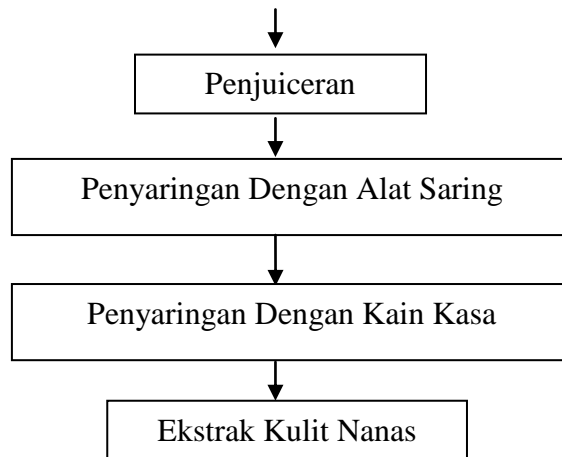 Penjuiceran
Penyaringan Dengan Alat Saring
Penyaringan Dengan Kain Kasa
Ekstrak Kulit Nanas